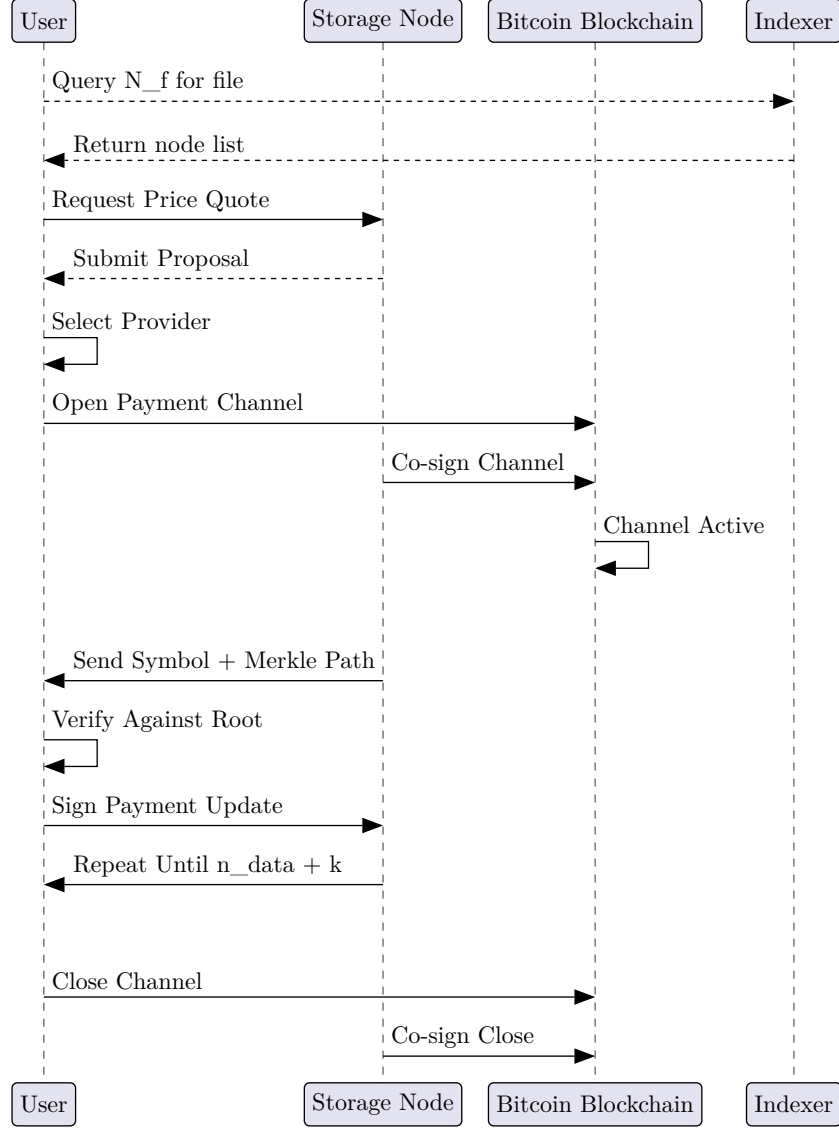 User
Storage Node
Bitcoin Blockchain
Indexer
Query N_f for file
Return node list
Request Price Quote
Submit Proposal
Select Provider
Open Payment Channel
Co-sign Channel
Channel Active
Send Symbol + Merkle Path
Verify Against Root
Sign Payment Update
Repeat Until n_data + k
Close Channel
Co-sign Close
User
Storage Node
Bitcoin Blockchain
Indexer